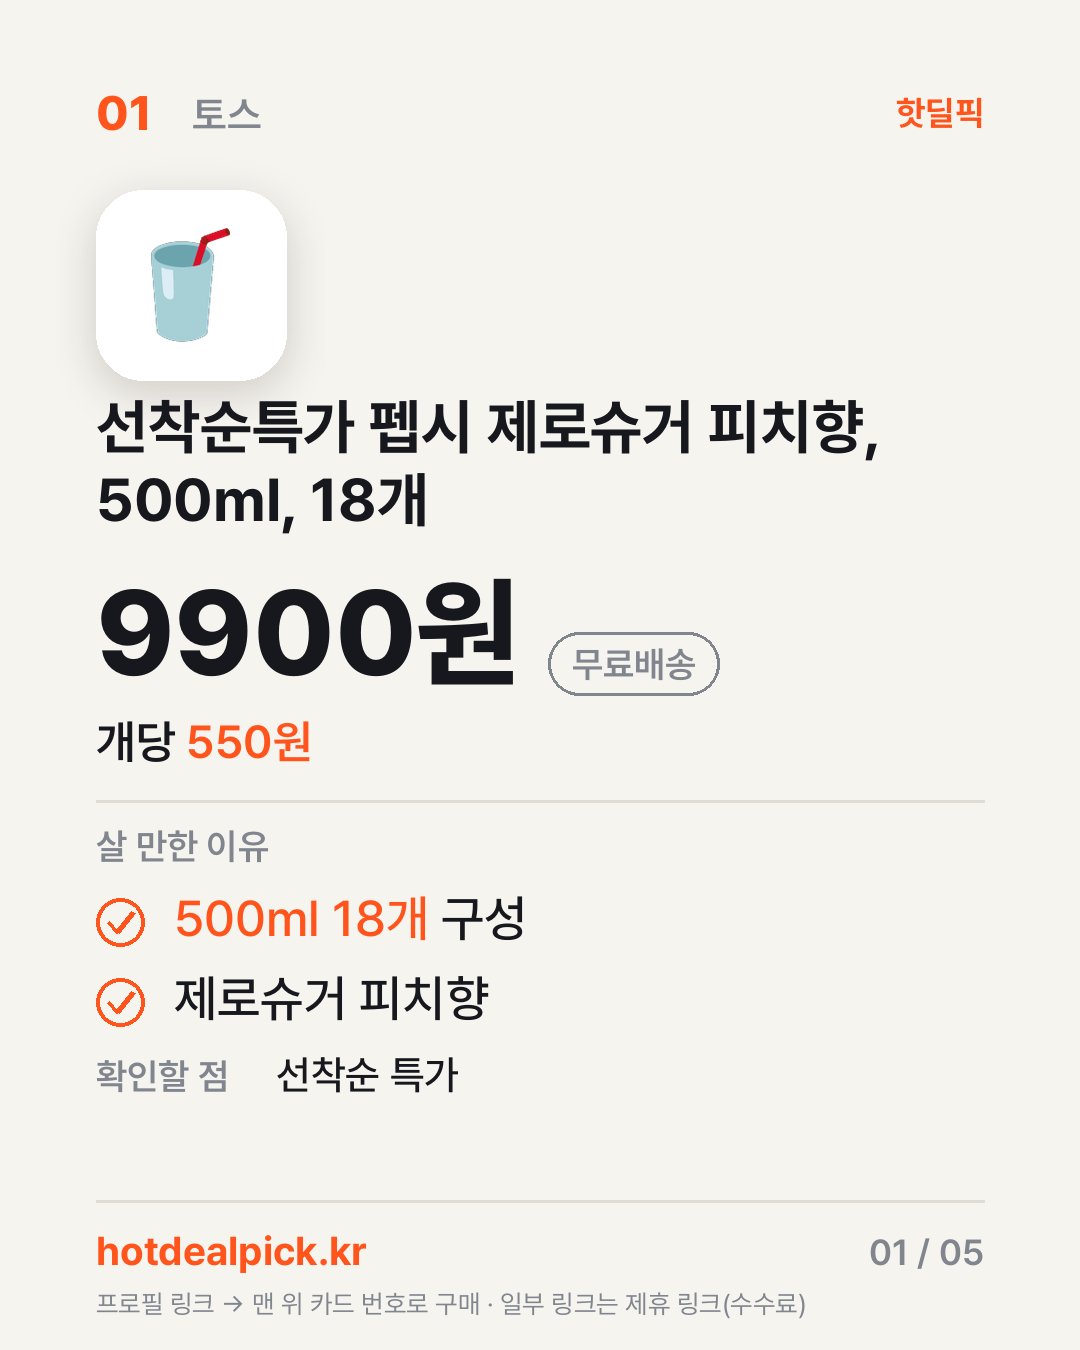 01 토스
핫딜픽
선착순특가 펩시 제로슈거 피치향,
500ml, 18개
9900원 무료배송
개당 550원
살 만한 이유
500ml 18개 구성
제로슈거 피치향
확인할 점 선착순 특가
hotdealpick.kr
01 / 05
프로필 링크 → 맨 위 카드 번호로 구매 · 일부 링크는 제휴 링크(수수료)